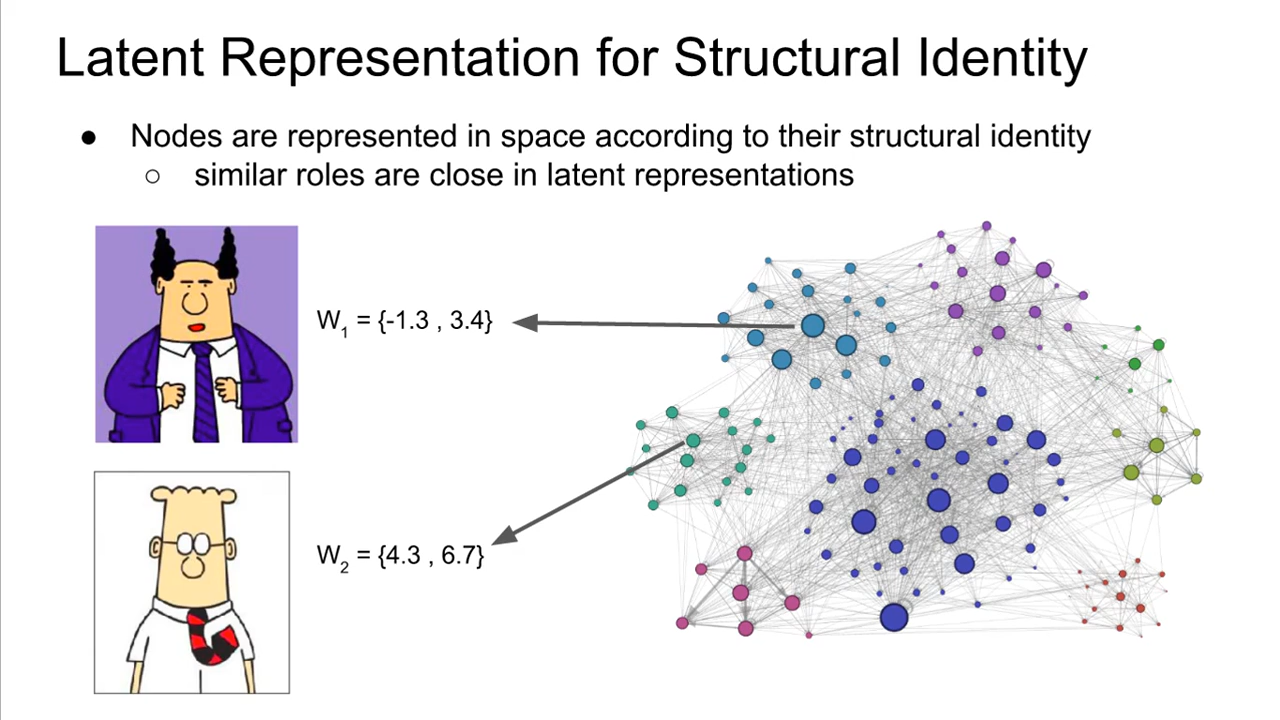 Latent Representation for Structural Identity
● Nodes are represented in space according to their structural identity
○ similar roles are close in latent representations
W₁ = {-1.3 , 3.4}
W₂ = {4.3 , 6.7}